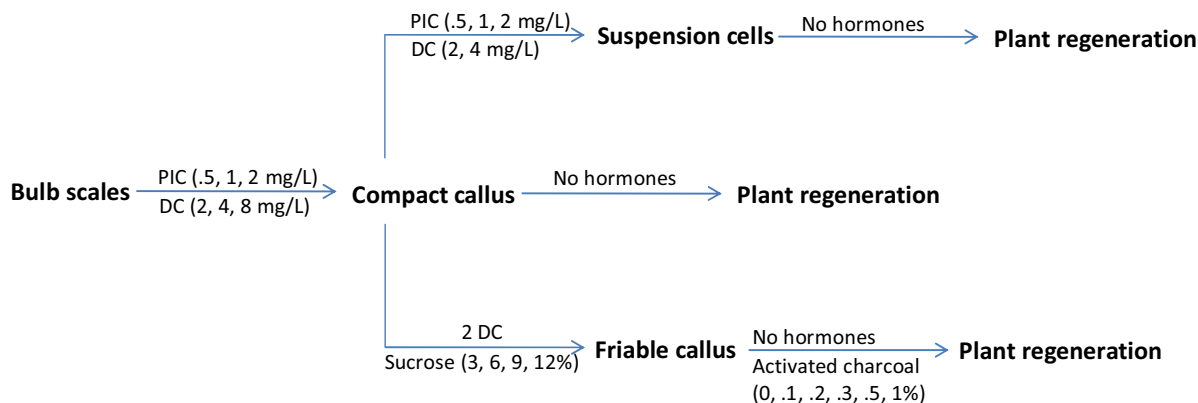 PIC (.5, 1, 2 mg/L)
DC (2, 4 mg/L)
Suspension cells
No hormones
Plant regeneration
Bulb scales
PIC (.5, 1, 2 mg/L)
DC (2, 4, 8 mg/L)
Compact callus
No hormones
Plant regeneration
2 DC
Sucrose (3, 6, 9, 12%)
Friable callus
No hormones
Activated charcoal
(0, .1, .2, .3, .5, 1%)
Plant regeneration